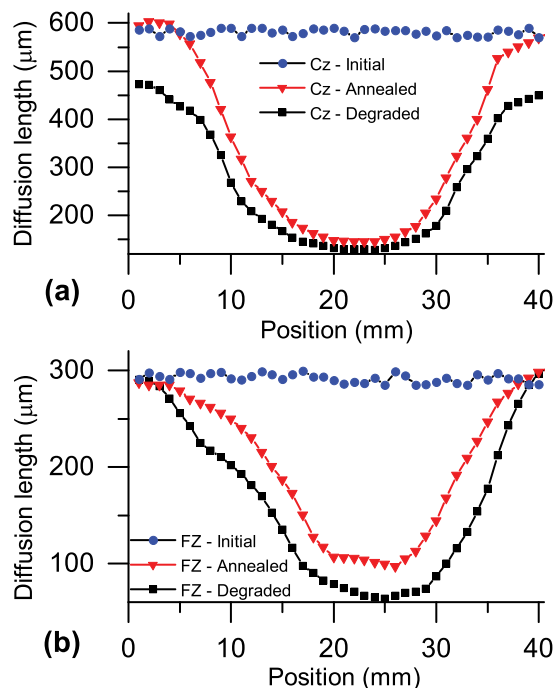 600
500
400
300
200
Diffusion length (μm)
Cz - Initial
Cz - Annealed
Cz - Degraded
(a)
0 10 20 30 40
Position (mm)
300
200
100
Diffusion length (μm)
FZ - Initial
FZ - Annealed
FZ - Degraded
(b)
0 10 20 30 40
Position (mm)